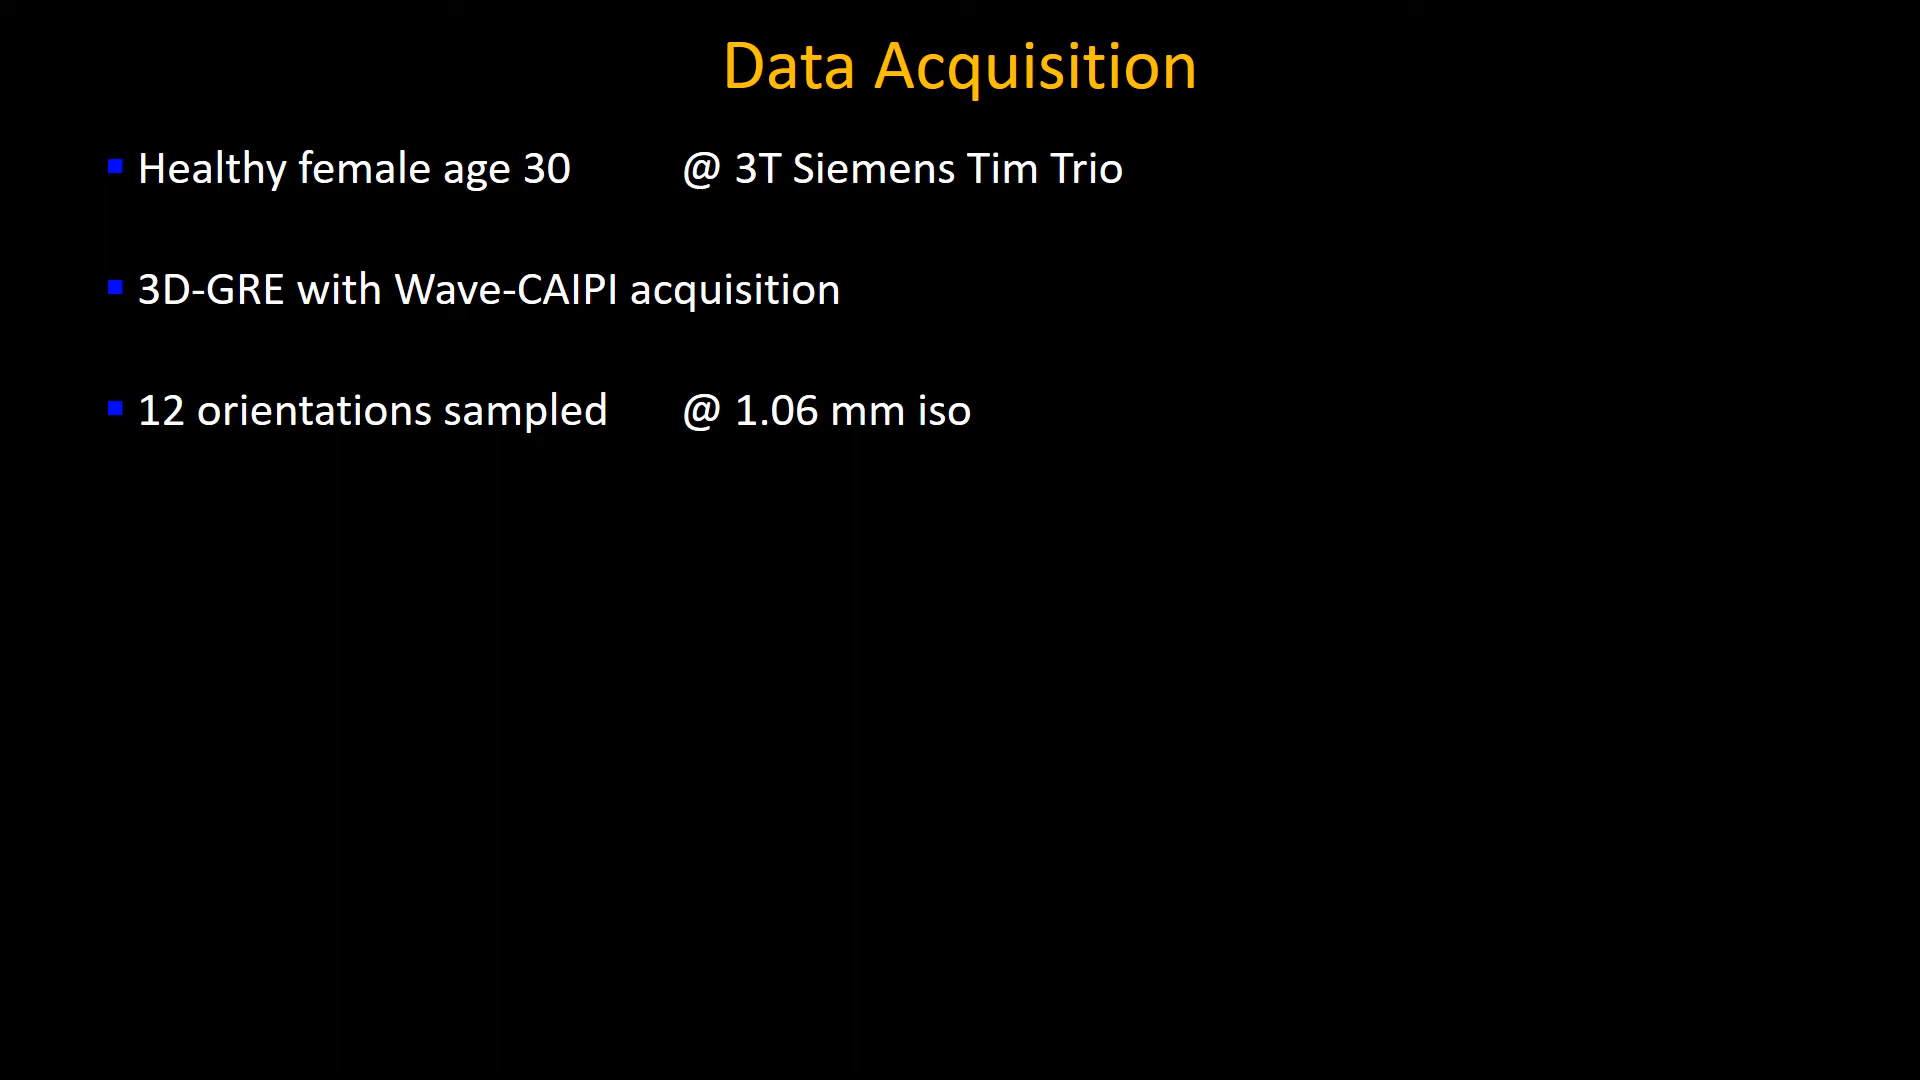 Data Acquisition
Healthy female age 30 @ 3T Siemens Tim Trio
3D-GRE with Wave-CAIPI acquisition
12 orientations sampled @ 1.06 mm iso